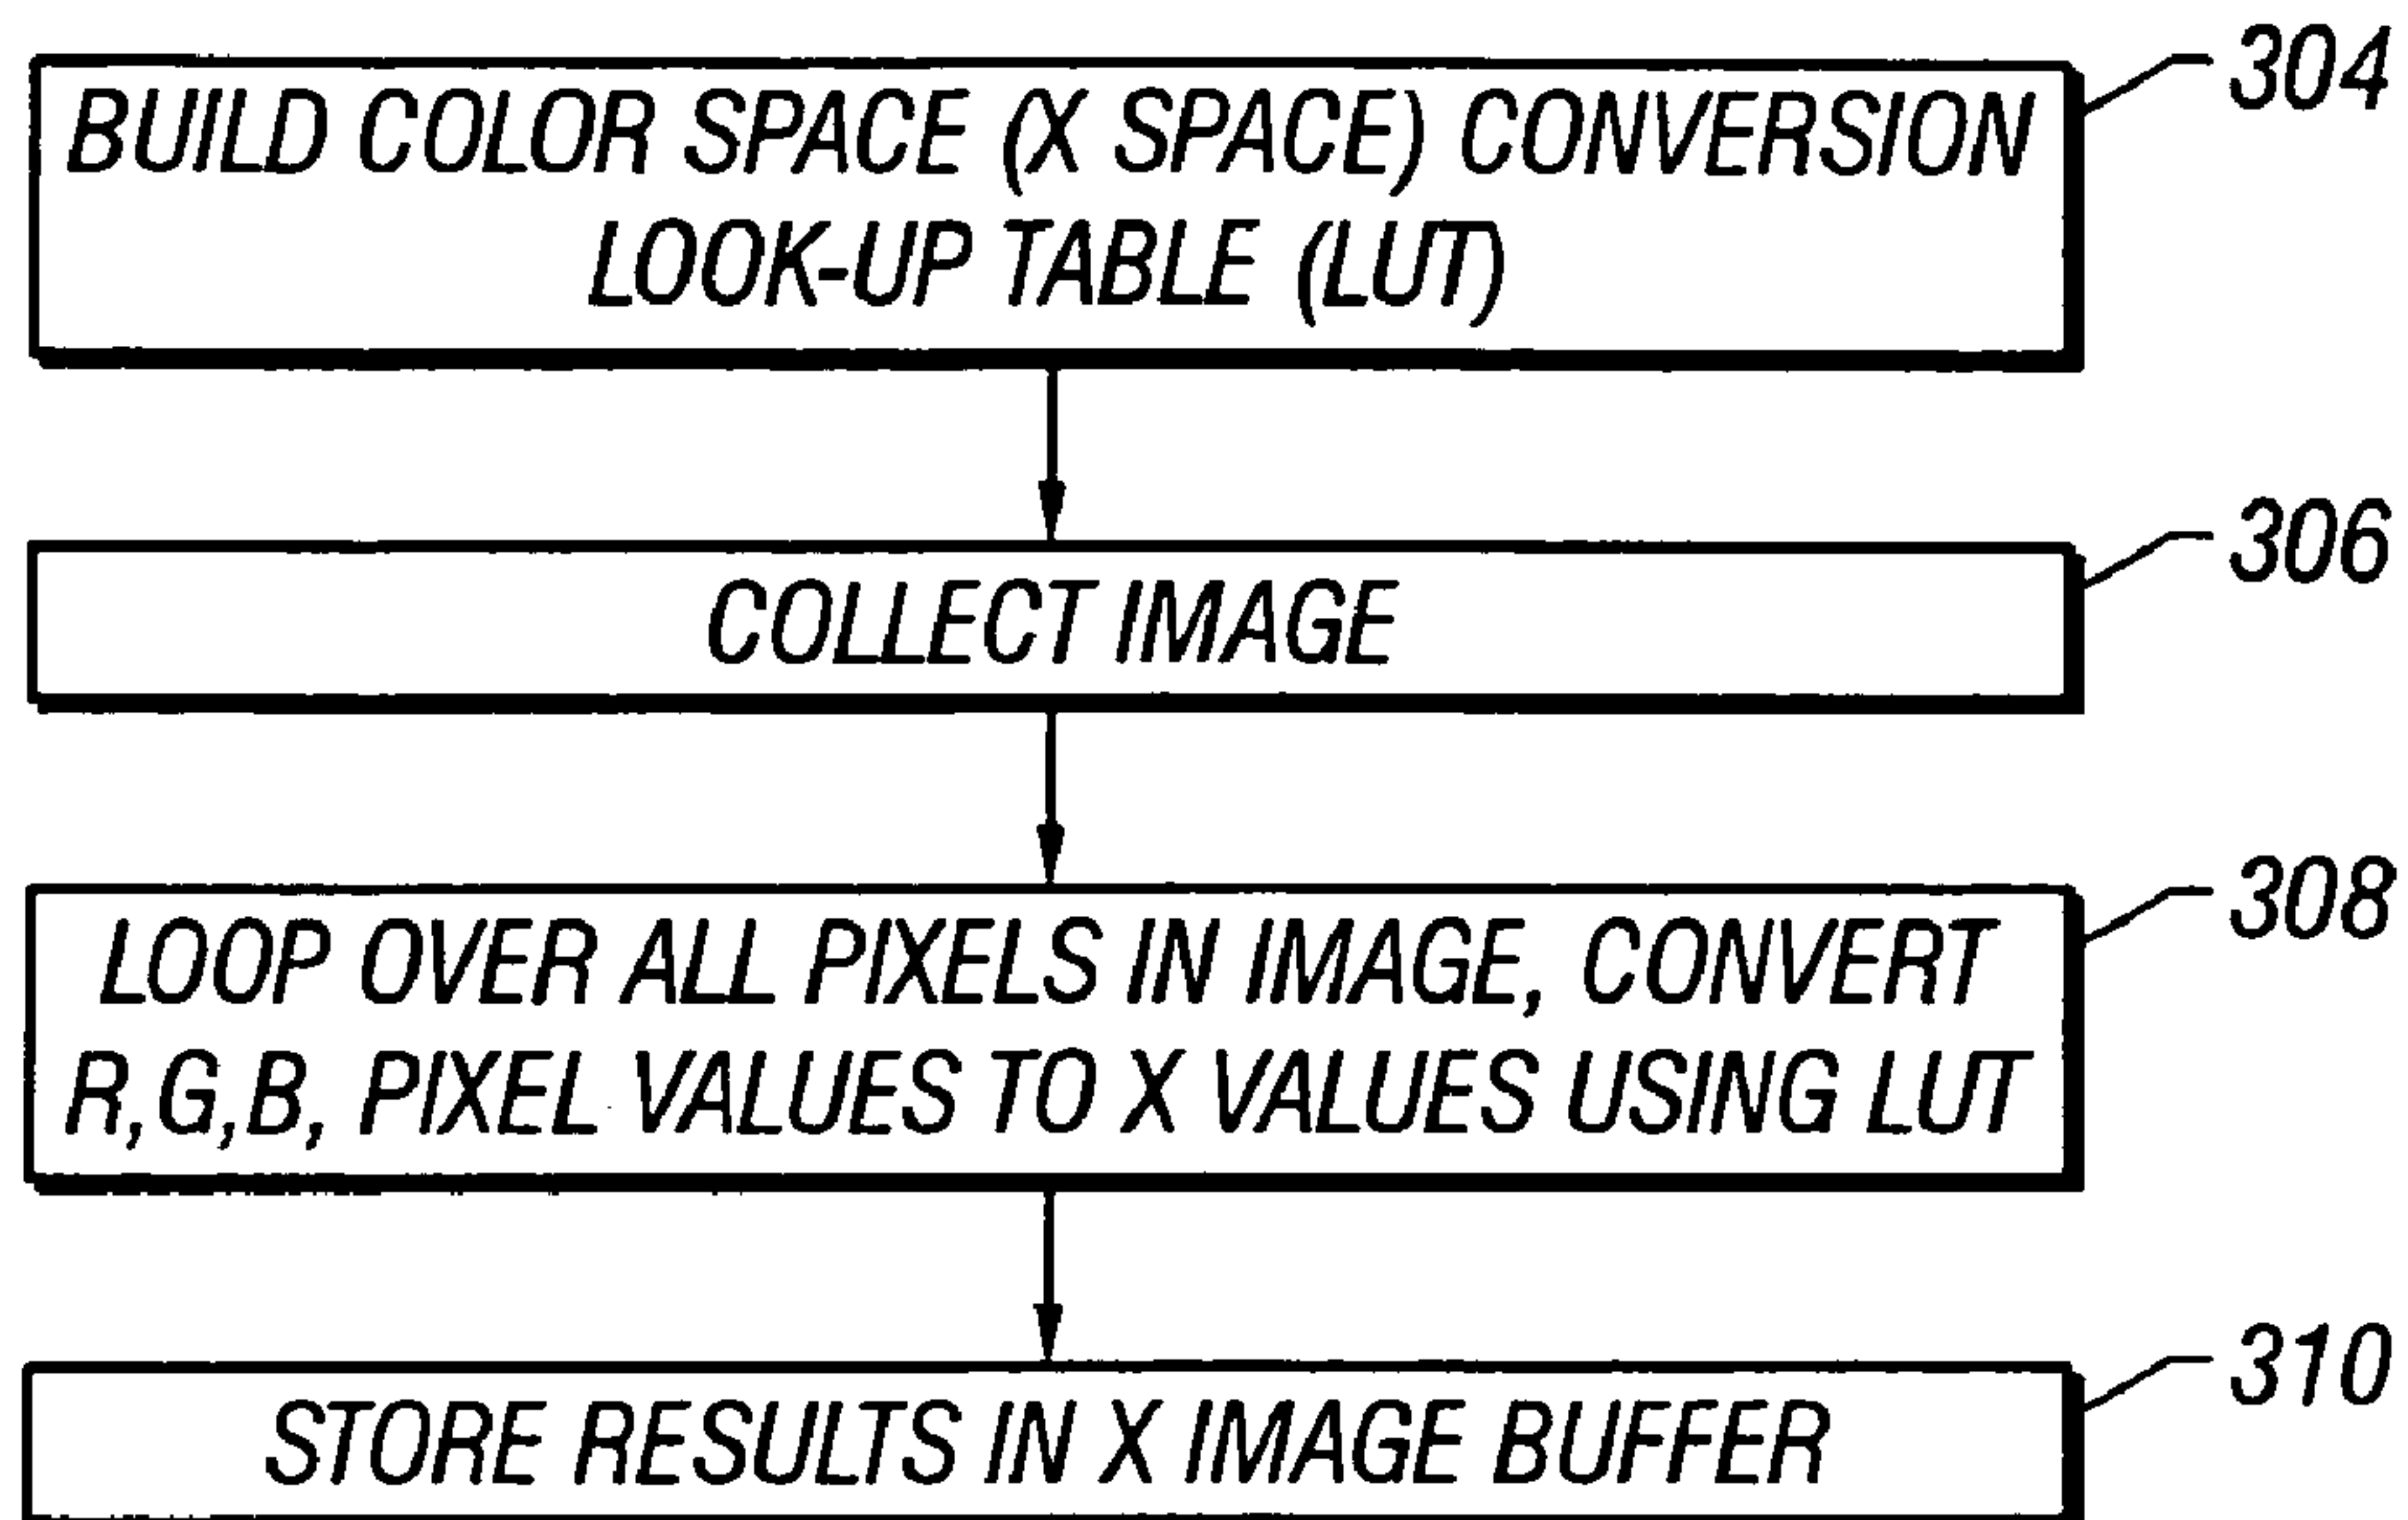 304
BUILD COLOR SPACE (X SPACE) CONVERSION
LOOK-UP TABLE (LUT)
306
COLLECT IMAGE
308
LOOP OVER ALL PIXELS IN IMAGE, CONVERT
R,G,B, PIXEL VALUES TO X VALUES USING LUT
310
STORE RESULTS IN X IMAGE BUFFER